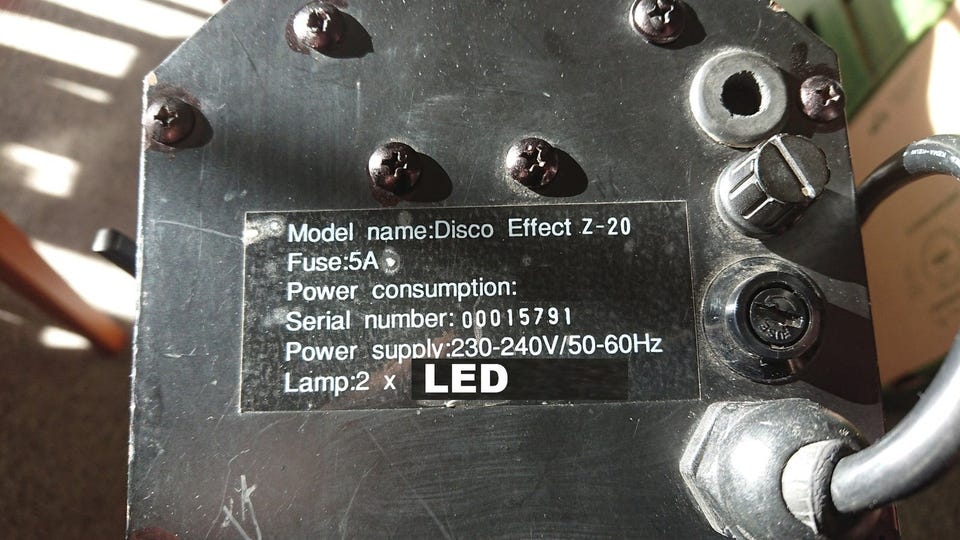 Model name:Disco Effect Z-20
Fuse:5A
Power consumption:
Serial number: 00015791
Power supply:230-240V/50-60Hz
Lamp:2 x LED
FUSE